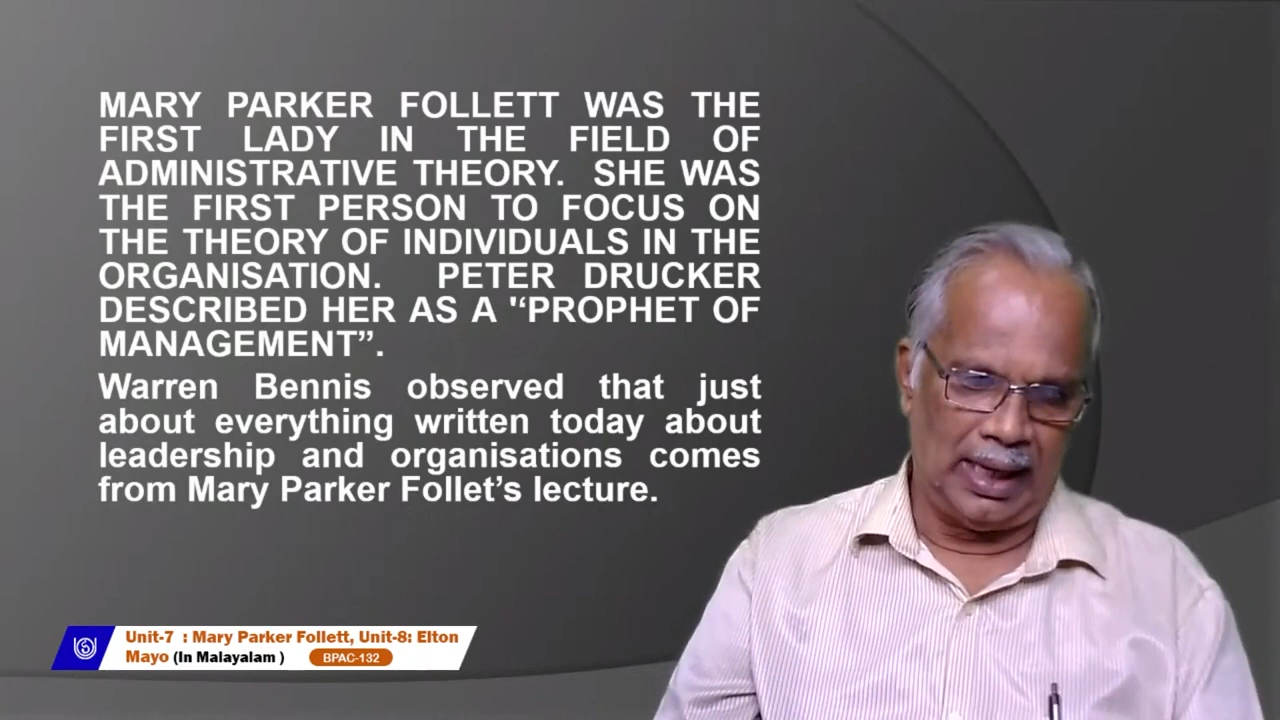 MARY PARKER FOLLETT WAS THE
FIRST LADY IN THE FIELD OF
ADMINISTRATIVE THEORY. SHE WAS
THE FIRST PERSON TO FOCUS ON
THE THEORY OF INDIVIDUALS IN THE
ORGANISATION. PETER DRUCKER
DESCRIBED HER AS A '“PROPHET OF
MANAGEMENT”.
Warren Bennis observed that just
about everything written today about
leadership and organisations comes
from Mary Parker Follet’s lecture.
Unit-7 : Mary Parker Follett, Unit-8: Elton
Mayo (In Malayalam )
BPAC-132